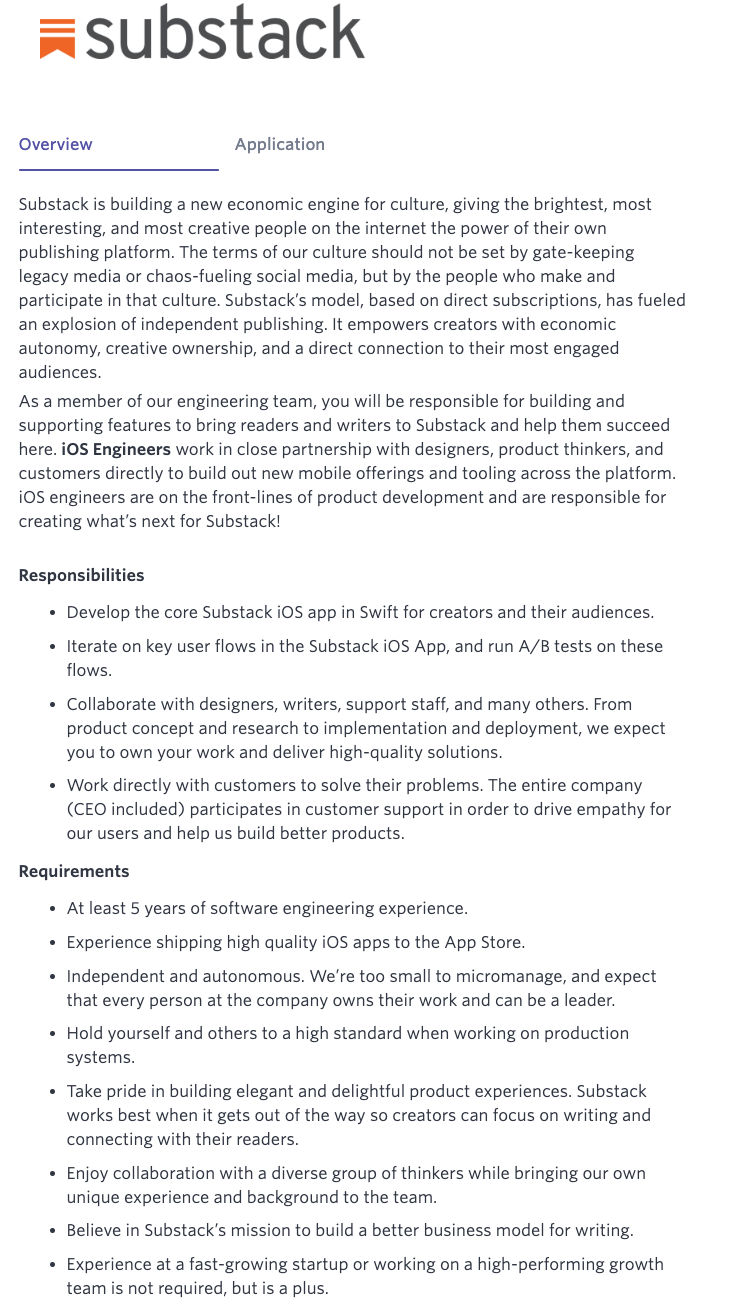 substack
Overview
Application
Substack is building a new economic engine for culture, giving the brightest, most
interesting, and most creative people on the internet the power of their own
publishing platform. The terms of our culture should not be set by gate-keeping
legacy media or chaos-fueling social media, but by the people who make and
participate in that culture. Substack’s model, based on direct subscriptions, has fueled
an explosion of independent publishing. It empowers creators with economic
autonomy, creative ownership, and a direct connection to their most engaged
audiences.
As a member of our engineering team, you will be responsible for building and
supporting features to bring readers and writers to Substack and help them succeed
here. iOS Engineers work in close partnership with designers, product thinkers, and
customers directly to build out new mobile offerings and tooling across the platform.
iOS engineers are on the front-lines of product development and are responsible for
creating what’s next for Substack!
Responsibilities
• Develop the core Substack iOS app in Swift for creators and their audiences.
• Iterate on key user flows in the Substack iOS App, and run A/B tests on these
flows.
• Collaborate with designers, writers, support staff, and many others. From
product concept and research to implementation and deployment, we expect
you to own your work and deliver high-quality solutions.
• Work directly with customers to solve their problems. The entire company
(CEO included) participates in customer support in order to drive empathy for
our users and help us build better products.
Requirements
• At least 5 years of software engineering experience.
• Experience shipping high quality iOS apps to the App Store.
• Independent and autonomous. We’re too small to micromanage, and expect
that every person at the company owns their work and can be a leader.
• Hold yourself and others to a high standard when working on production
systems.
• Take pride in building elegant and delightful product experiences. Substack
works best when it gets out of the way so creators can focus on writing and
connecting with their readers.
• Enjoy collaboration with a diverse group of thinkers while bringing our own
unique experience and background to the team.
• Believe in Substack’s mission to build a better business model for writing.
• Experience at a fast-growing startup or working on a high-performing growth
team is not required, but is a plus.